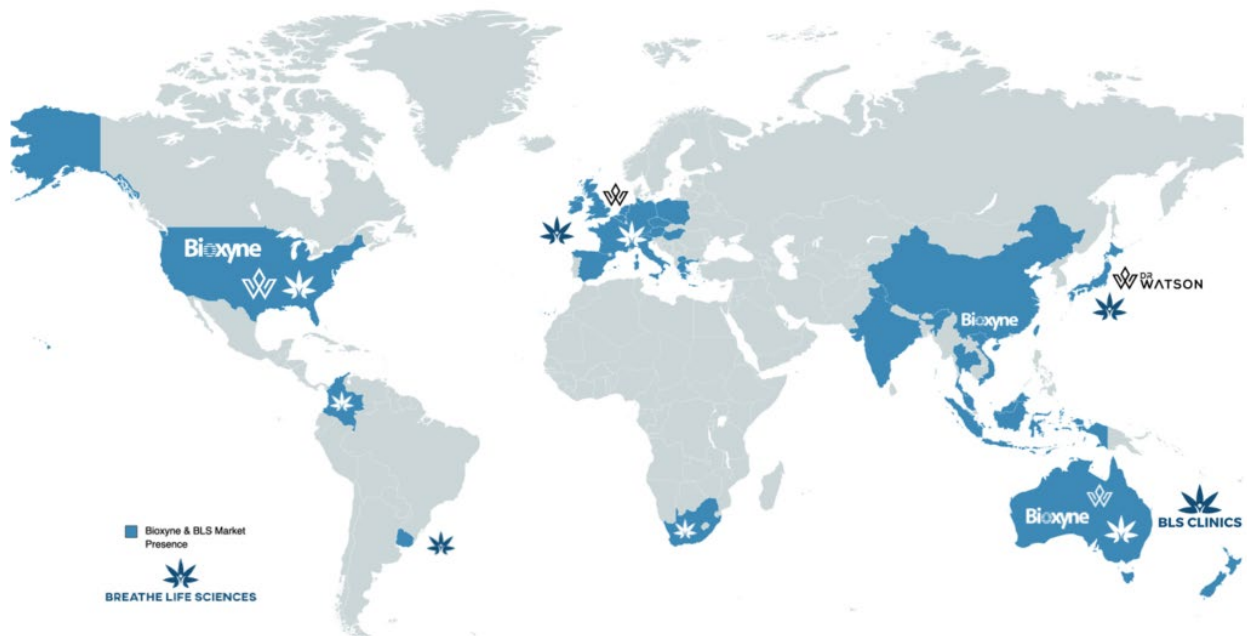 Bioxyne
DR
WATSON
Bioxyne
Bioxyne
BLS CLINICS
Bioxyne & BLS Market
Presence
BREATHE LIFE SCIENCES